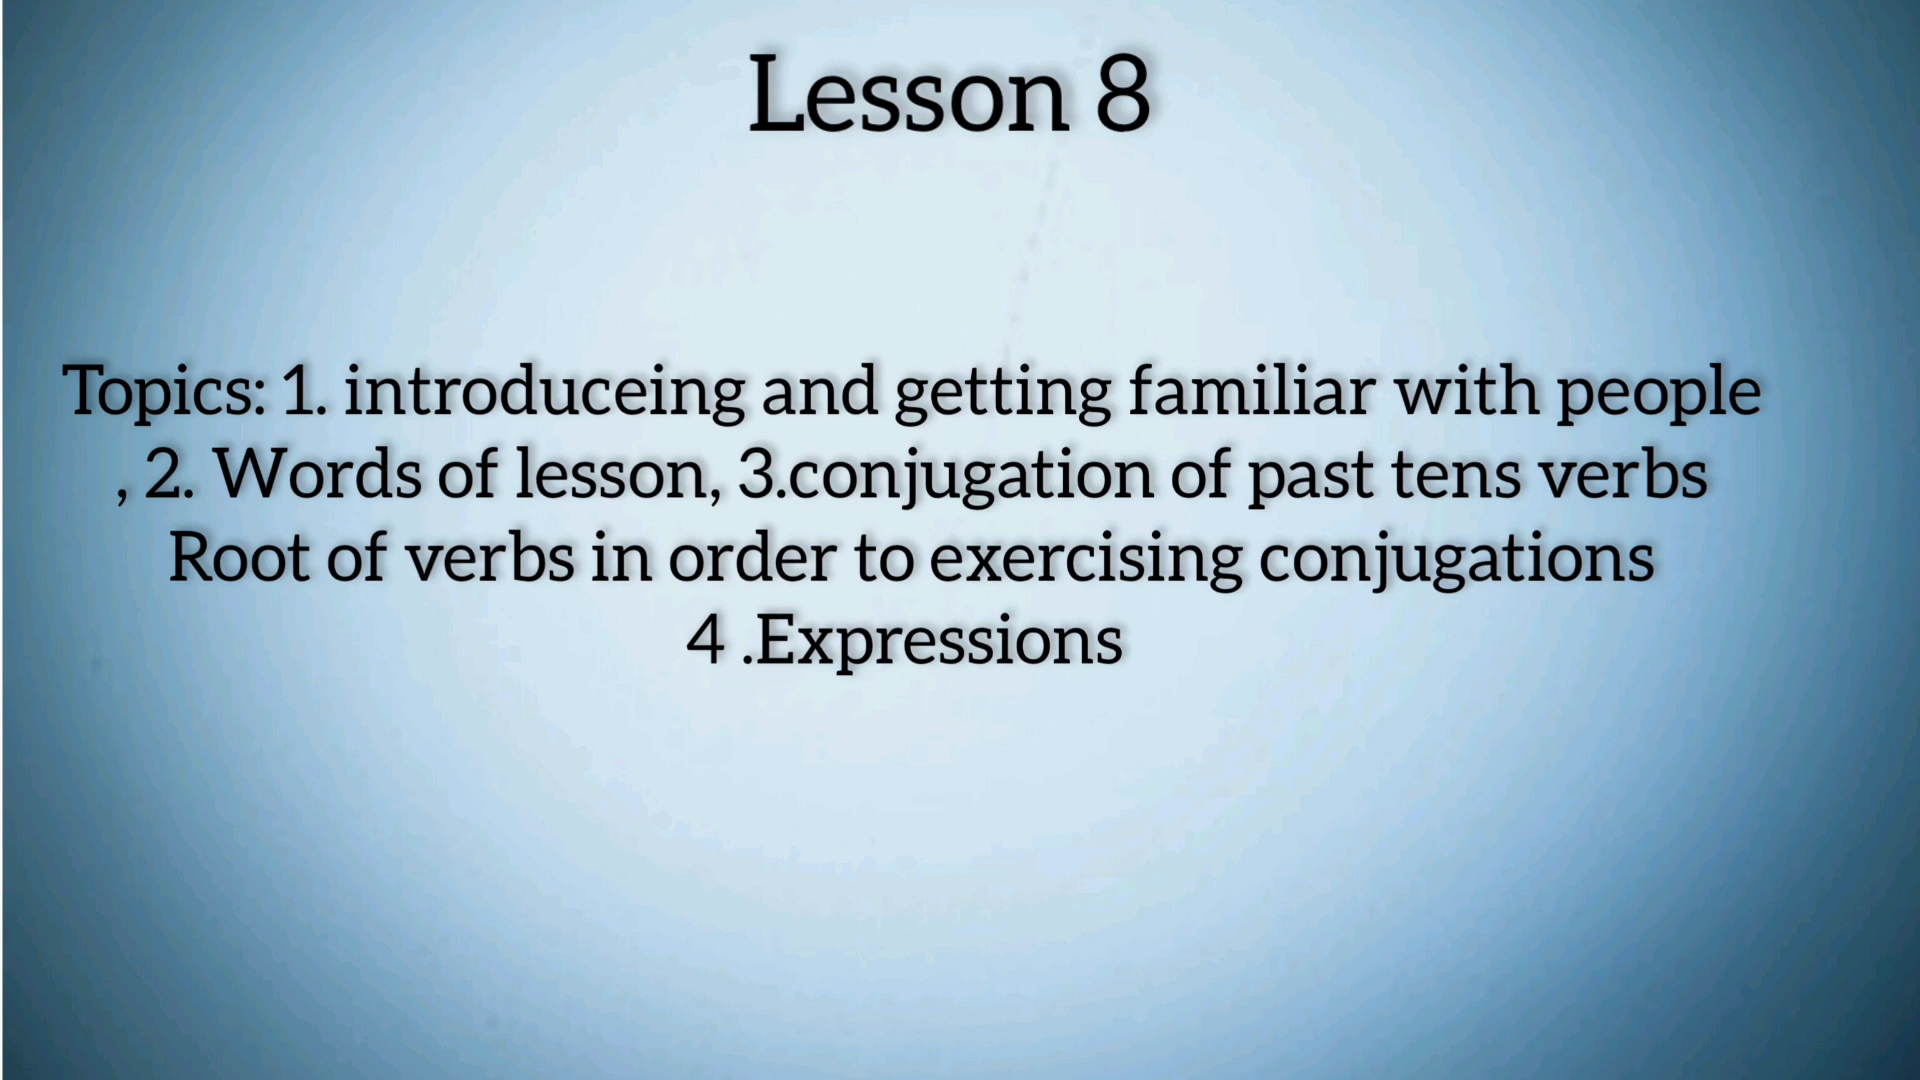 Lesson 8
Topics: 1. introduceing and getting familiar with people
, 2. Words of lesson, 3.conjugation of past tens verbs
Root of verbs in order to exercising conjugations
4 .Expressions